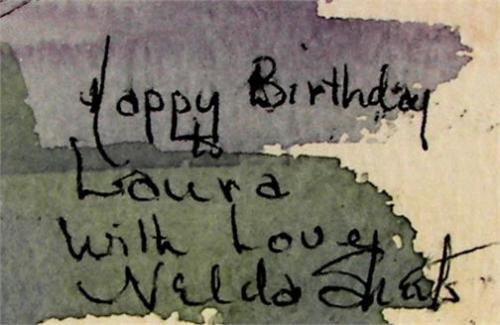 Happy Birthday
to
Laura
With Love
Nelda